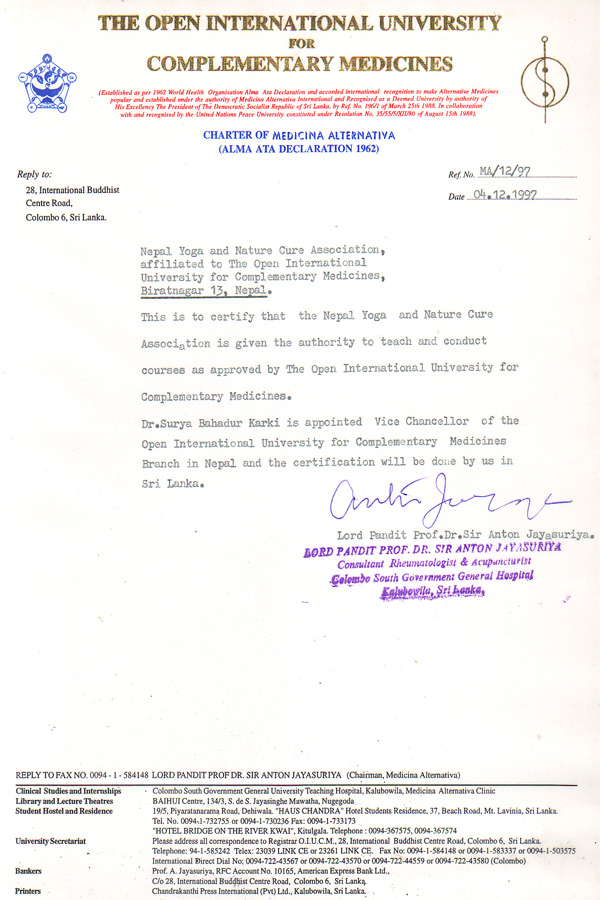 THE OPEN INTERNATIONAL UNIVERSITY
FOR
COMPLEMENTARY MEDICINES
(Established as per 1962 World Health Organisation Alma Ata Declaration and accorded international recognition to make Alternative Medicines
popular and established under the authority of Medicina Alternativa International and Recognised as a Deemed University by authority of
His Excellency The President of The Democratic Socialist Republic of Sri Lanka, by Ref. No. 190/1 of March 25th 1988. In collaboration
with and recognised by the United Nations Peace University constituted under Resolution No. 35/55/5/XII/80 of August 15th 1988).
CHARTER OF MEDICINA ALTERNATIVA
(ALMA ATA DECLARATION 1962)
Reply to:
28, International Buddhist
Centre Road,
Colombo 6, Sri Lanka.
Ref. No. MA/12/97
Date 04.12.1997
Nepal Yoga and Nature Cure Association,
affiliated to The Open International
University for Complementary Medicines,
Biratnagar 13, Nepal.
This is to certify that the Nepal Yoga and Nature Cure
Association is given the authority to teach and conduct
courses as approved by The Open International University for
Complementary Medicines.
Dr.Surya Bahadur Karki is appointed Vice Chancellor of the
Open International University for Complementary Medicines
Branch in Nepal and the certification will be done by us in
Sri Lanka.
Lord Pandit Prof.Dr.Sir Anton Jayasuriya.
LORD PANDIT PROF. DR. SIR ANTON JAYASURIYA
Consultant Rheumatologist & Acupuncturist
Colombo South Government General Hospital
Kalubowila, Sri Lanka,
REPLY TO FAX NO. 0094 - 1 - 584148 LORD PANDIT PROF DR. SIR ANTON JAYASURIYA (Chairman, Medicina Alternativa)
Clinical Studies and Internships : Colombo South Government General University Teaching Hospital, Kalubowila, Medicina Alternativa Clinic
Library and Lecture Theatres : BAIHUI Centre, 134/3, S. de S. Jayasinghe Mawatha, Nugegoda
Student Hostel and Residence : 19/5, Piyaratanarama Road, Dehiwala. "HAUS CHANDRA" Hotel Students Residence, 37, Beach Road, Mt. Lavinia, Sri Lanka.
Tel. No. 0094-1-732755 or 0094-1-730236 Fax: 0094-1-733173
"HOTEL BRIDGE ON THE RIVER KWAI", Kitulgala. Telephone : 0094-367575, 0094-367574
University Secretariat : Please address all correspondence to Registrar O.I.U.C.M., 28, International Buddhist Centre Road, Colombo 6, Sri Lanka.
Telephone: 94-1-585242 Telex: 23039 LINK CE or 23261 LINK CE. Fax No: 0094-1-584148 or 0094-1-583337 or 0094-1-503575
International Direct Dial No; 0094-722-43567 or 0094-722-43570 or 0094-722-44559 or 0094-722-43580 (Colombo)
Bankers : Prof. A. Jayasuriya, RFC Account No. 10165, American Express Bank Ltd.,
C/o 28, International Buddhist Centre Road, Colombo 6, Sri Lanka.
Printers : Chandrakanthi Press International (Pvt) Ltd., Kalubowila, Sri Lanka.